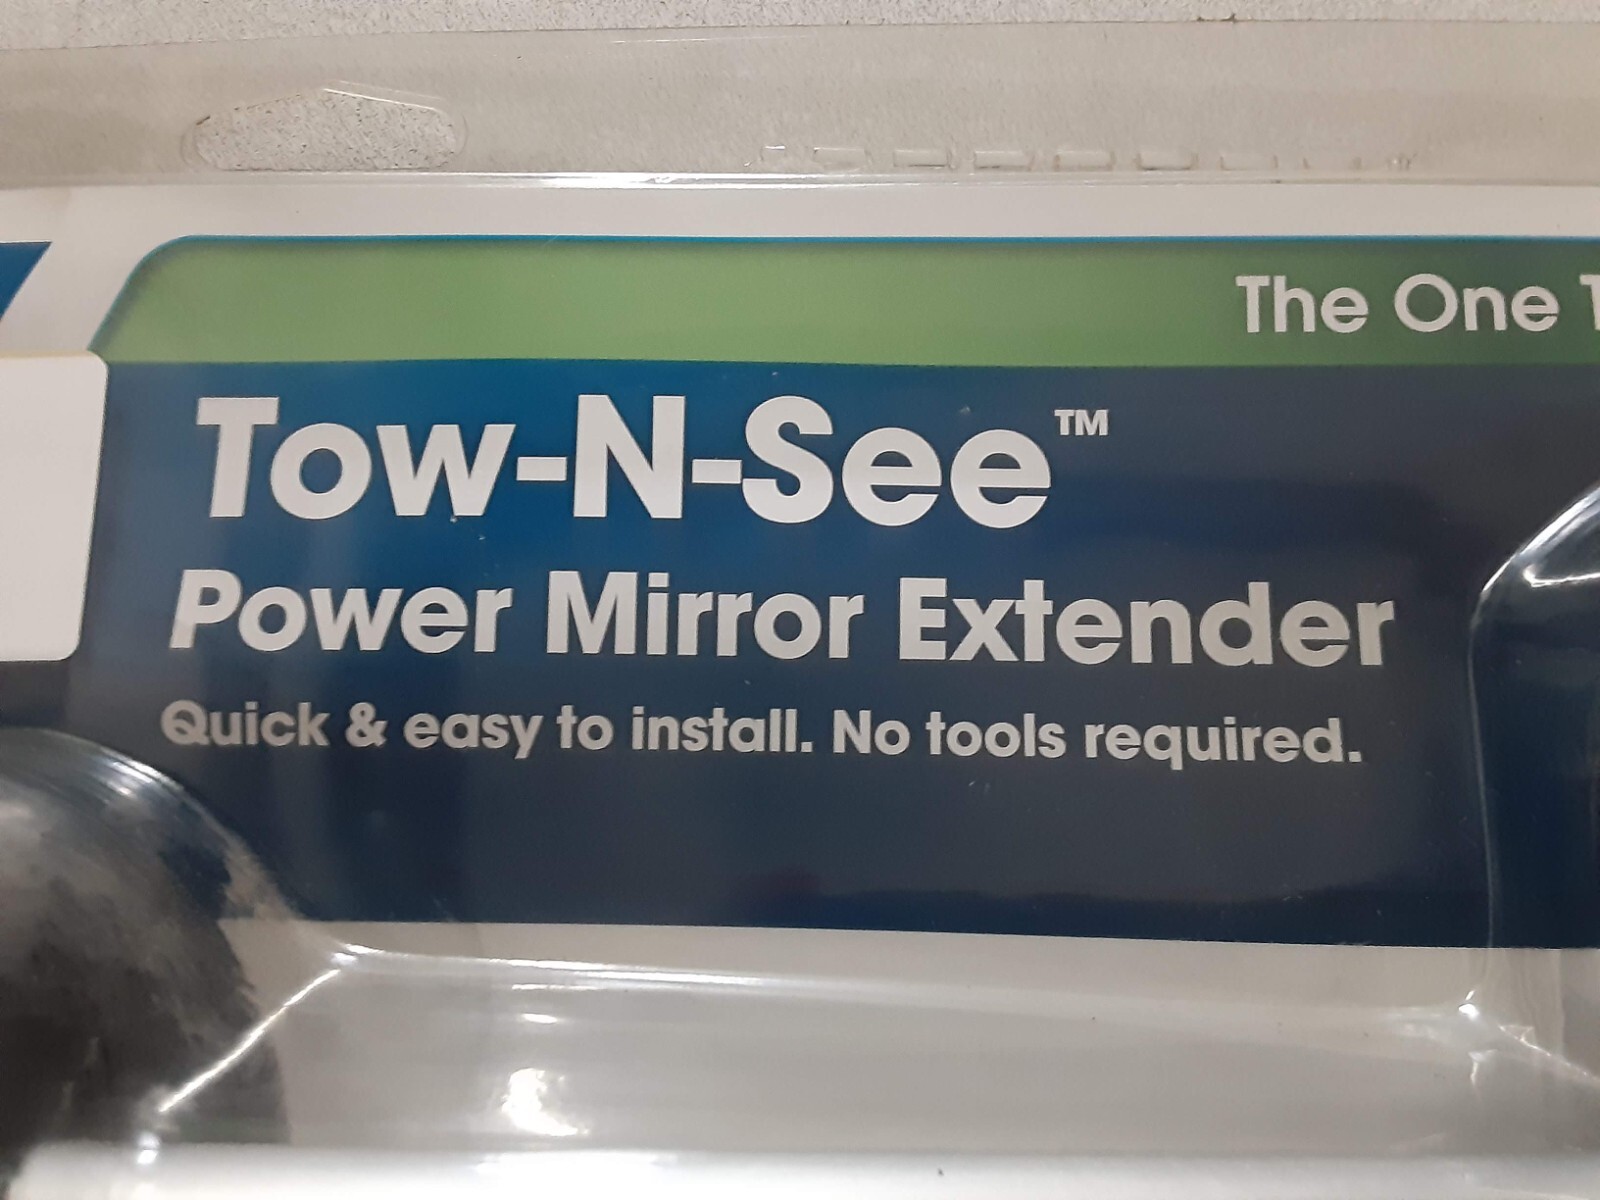 The One
Tow-N-See™
Power Mirror Extender
Quick & easy to install. No tools required.